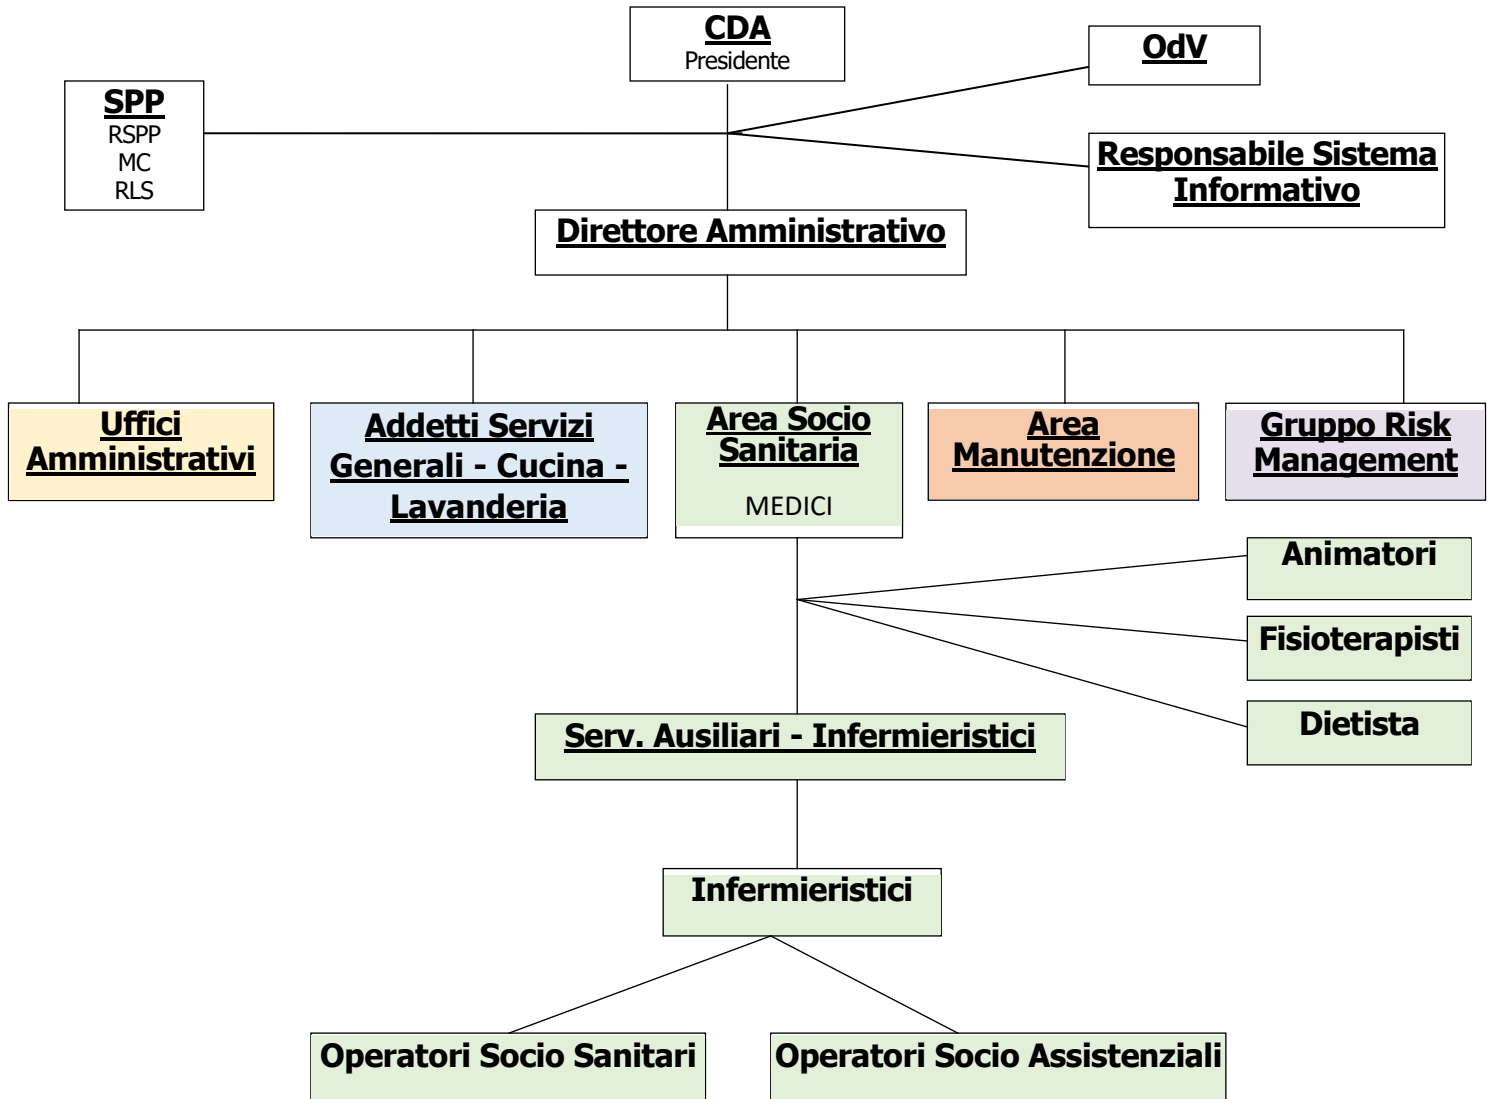 CDA
Presidente
OdV
SPP
RSPP
MC
RLS
Responsabile Sistema
Informativo
Direttore Amministrativo
Uffici
Amministrativi
Addetti Servizi
Generali - Cucina -
Lavanderia
Area Socio
Sanitaria
MEDICI
Area
Manutenzione
Gruppo Risk
Management
Animatori
Fisioterapisti
Dietista
Serv. Ausiliari - Infermieristici
Infermieristici
Operatori Socio Sanitari
Operatori Socio Assistenziali